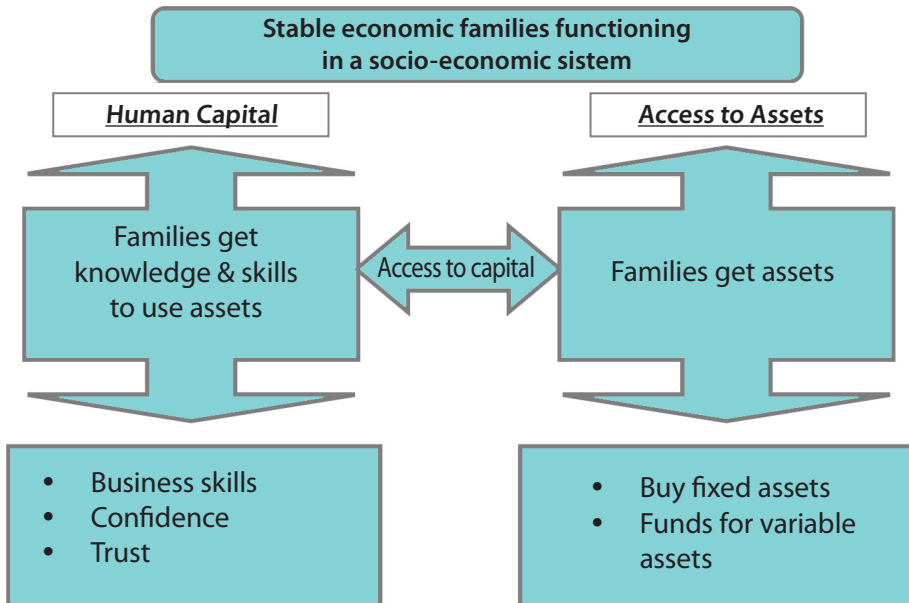 Stable economic families functioning
in a socio-economic sistem
Human Capital
Access to Assets
Families get
knowledge & skills
to use assets
Access to capital
Families get assets
• Business skills
• Confidence
• Trust
• Buy fixed assets
• Funds for variable
assets